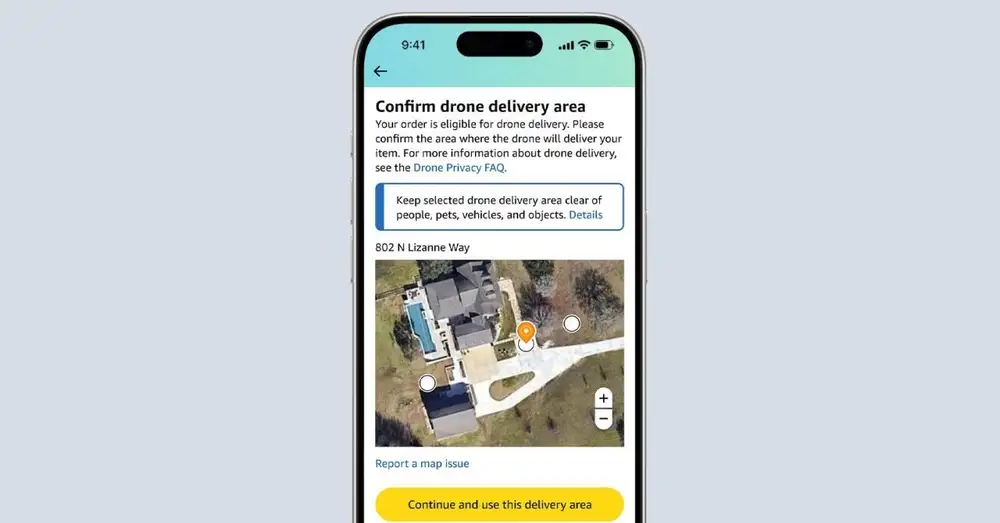 9:41
Confirm drone delivery area
Your order is eligible for drone delivery. Please
confirm the area where the drone will deliver your
item. For more information about drone delivery,
see the Drone Privacy FAQ.
Keep selected drone delivery area clear of
people, pets, vehicles, and objects. Details
802 N Lizanne Way
+
−
Report a map issue
Continue and use this delivery area